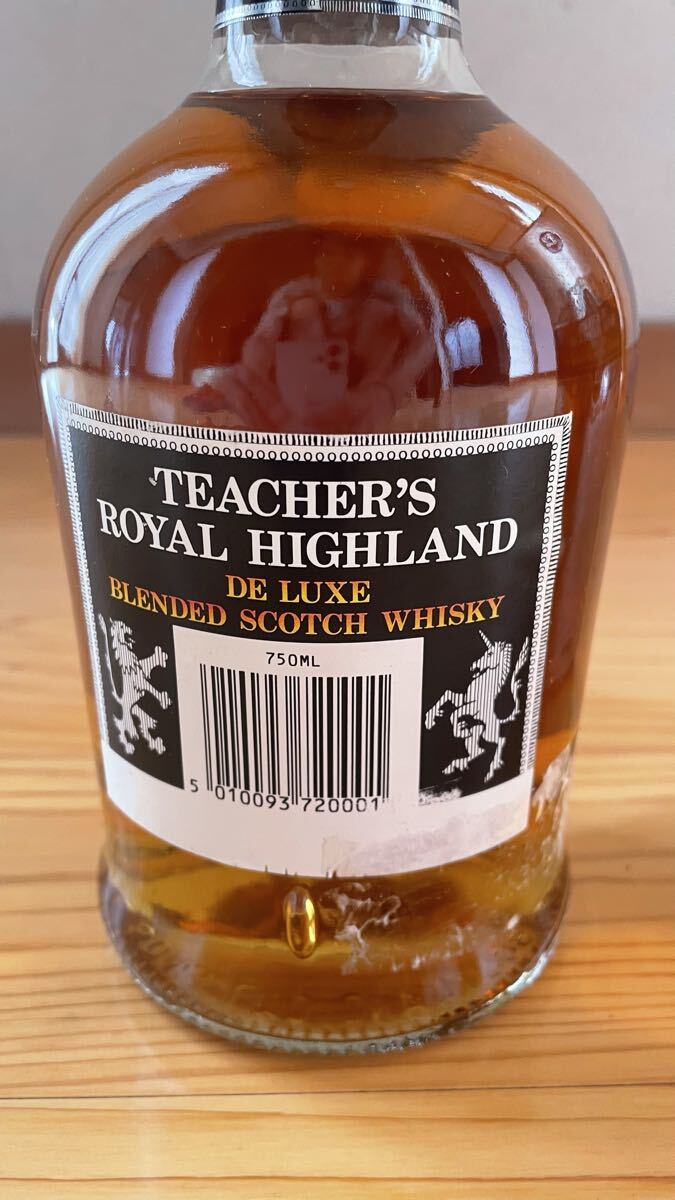 TEACHER'S
ROYAL HIGHLAND
DE LUXE
BLENDED SCOTCH WHISKY
750ML
5 010093 720001